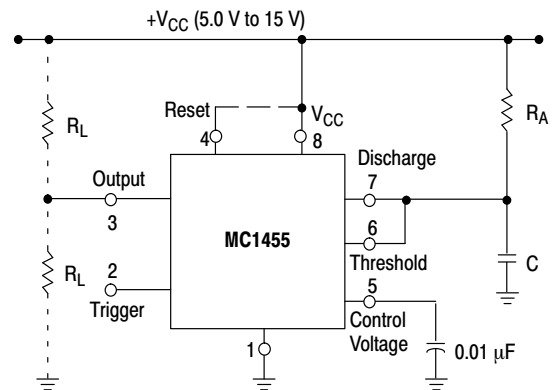 +VCC (5.0 V to 15 V)
Reset
VCC
RL
RA
4
8
Discharge
Output
7
3
MC1455
6
Threshold
C
RL
2
Trigger
5
Control
Voltage
1
0.01 µF